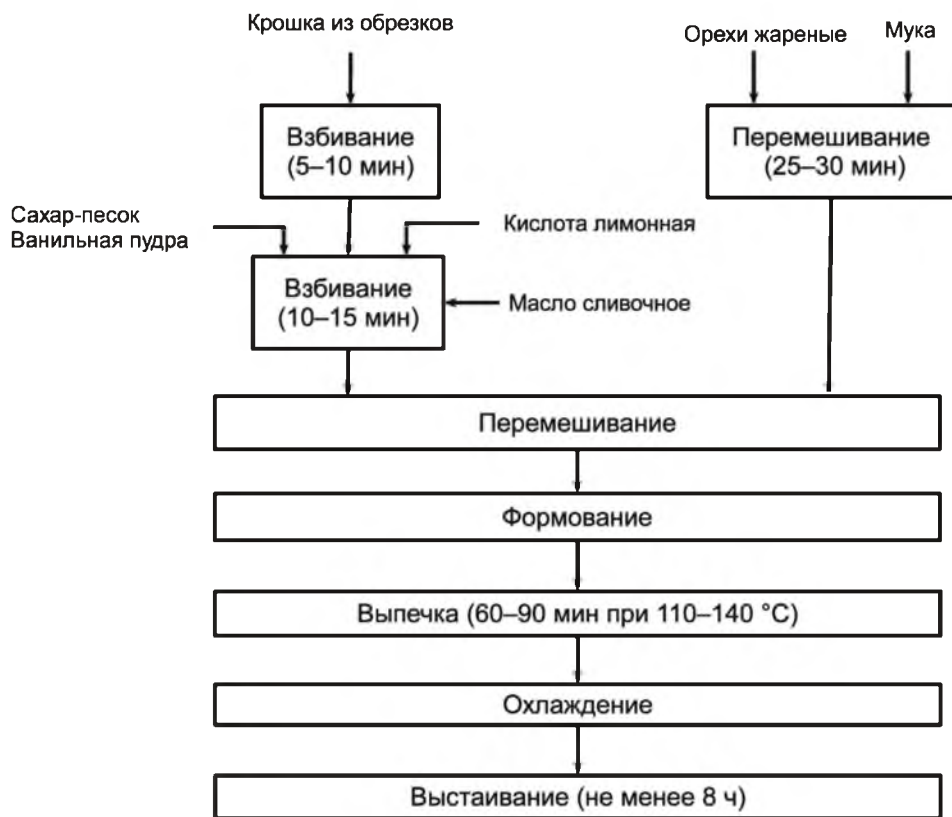 Крошка из обрезков
Орехи жареные
Мука
Взбивание
(5–10 мин)
Перемешивание
(25–30 мин)
Сахар-песок
Ванильная пудра
Кислота лимонная
Взбивание
(10–15 мин)
Масло сливочное
Перемешивание
Формование
Выпечка (60–90 мин при 110–140 °C)
Охлаждение
Выстаивание (не менее 8 ч)